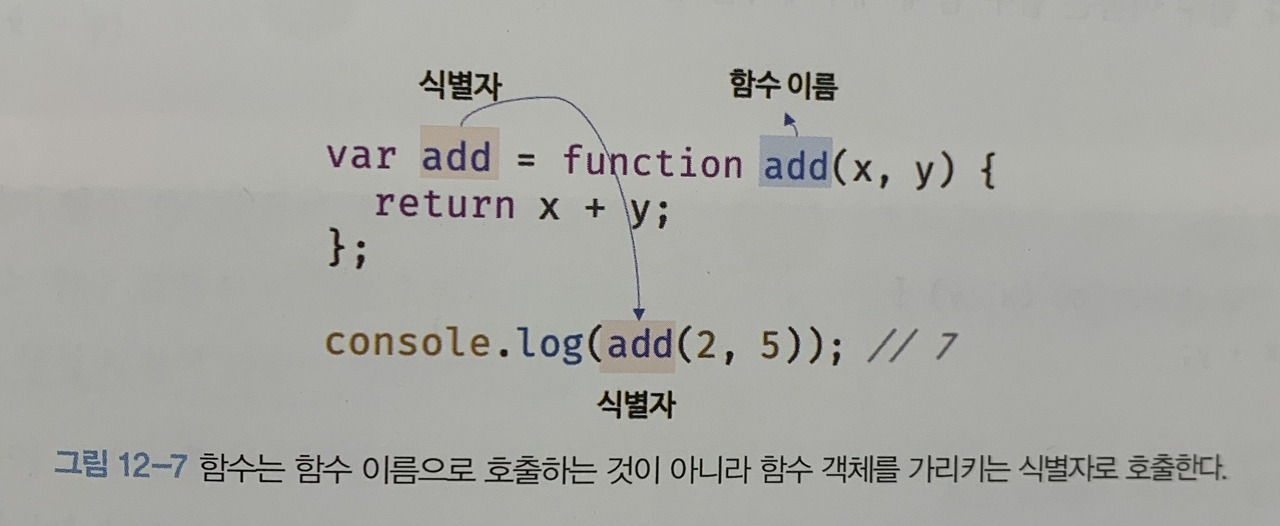 식별자 함수 이름
var add = function add(x, y) {
return x + y;
};
console.log(add(2, 5)); // 7
식별자
그림 12-7 함수는 함수 이름으로 호출하는 것이 아니라 함수 객체를 가리키는 식별자로 호출한다.